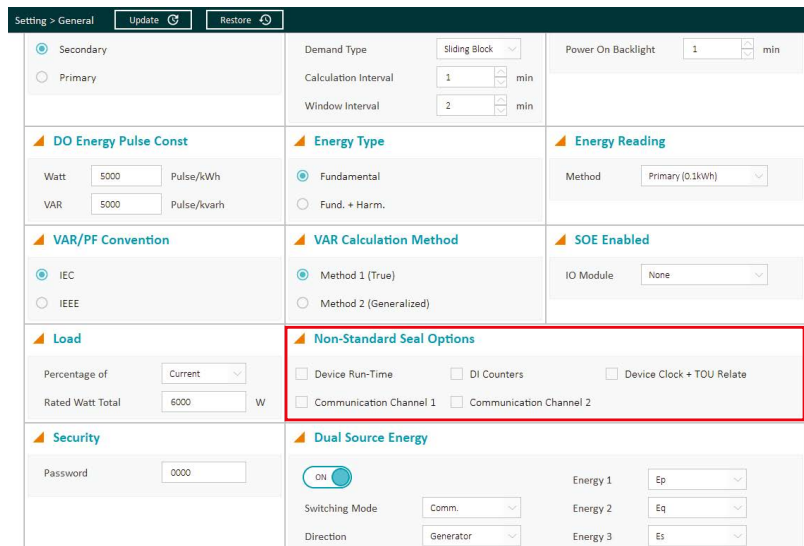 Setting > General Update Restore
Secondary
Primary
Demand Type Sliding Block
Calculation Interval 1 min
Window Interval 2 min
Power On Backlight 1 min
DO Energy Pulse Const
Watt 5000 Pulse/kWh
VAR 5000 Pulse/kvarh
Energy Type
Fundamental
Fund. + Harm.
Energy Reading
Method Primary (0.1kWh)
VAR/PF Convention
IEC
IEEE
VAR Calculation Method
Method 1 (True)
Method 2 (Generalized)
SOE Enabled
IO Module None
Load
Percentage of Current
Rated Watt Total 6000 W
Non-Standard Seal Options
Device Run-Time DI Counters Device Clock + TOU Relate
Communication Channel 1 Communication Channel 2
Security
Password 0000
Dual Source Energy
ON
Switching Mode Comm.
Direction Generator
Energy 1 Ep
Energy 2 Eq
Energy 3 Es